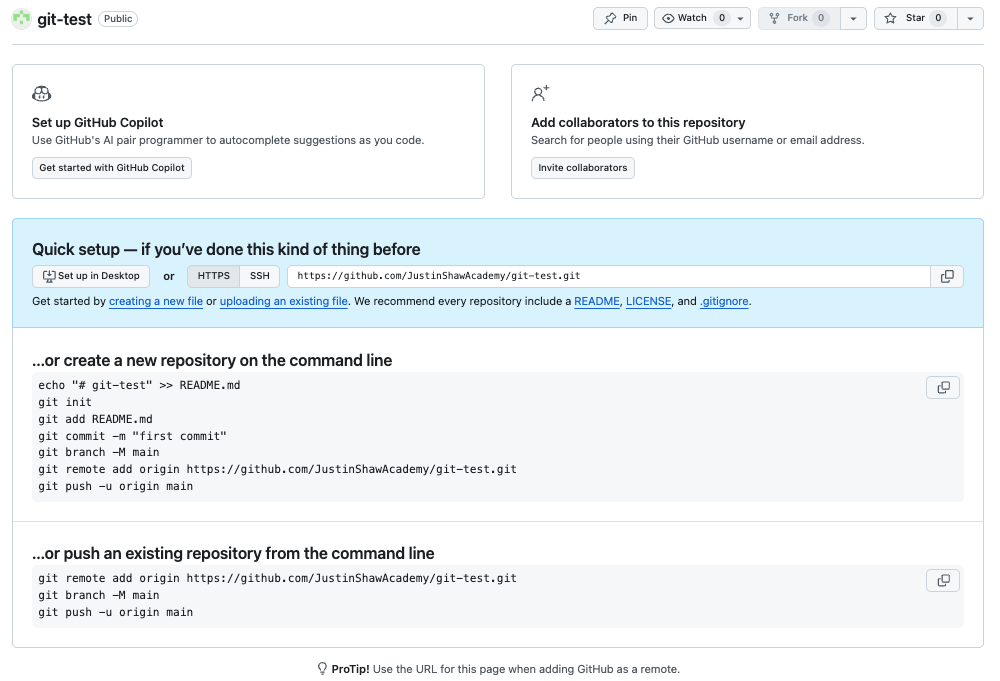 git-test Public Pin Watch 0 Fork 0 Star 0
Set up GitHub Copilot
Use GitHub's AI pair programmer to autocomplete suggestions as you code.
Get started with GitHub Copilot
Add collaborators to this repository
Search for people using their GitHub username or email address.
Invite collaborators
Quick setup — if you've done this kind of thing before
Set up in Desktop or HTTPS SSH https://github.com/JustinShawAcademy/git-test.git
Get started by creating a new file or uploading an existing file. We recommend every repository include a README, LICENSE, and .gitignore.
…or create a new repository on the command line
echo "# git-test" >> README.md
git init
git add README.md
git commit -m "first commit"
git branch -M main
git remote add origin https://github.com/JustinShawAcademy/git-test.git
git push -u origin main
…or push an existing repository from the command line
git remote add origin https://github.com/JustinShawAcademy/git-test.git
git branch -M main
git push -u origin main
ProTip! Use the URL for this page when adding GitHub as a remote.